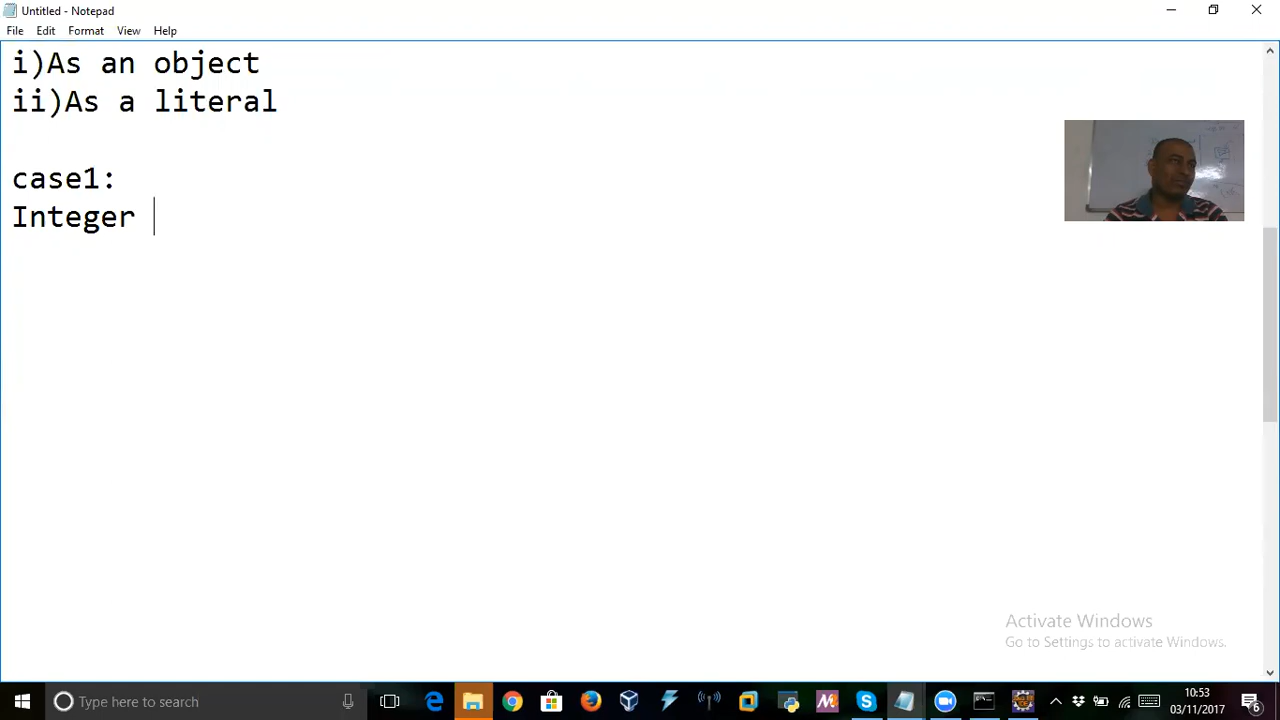 Untitled - Notepad
File Edit Format View Help
i)As an object
ii)As a literal
case1:
Integer
Activate Windows
Go to Settings to activate Windows.
Type here to search
10:53
03/11/2017
6